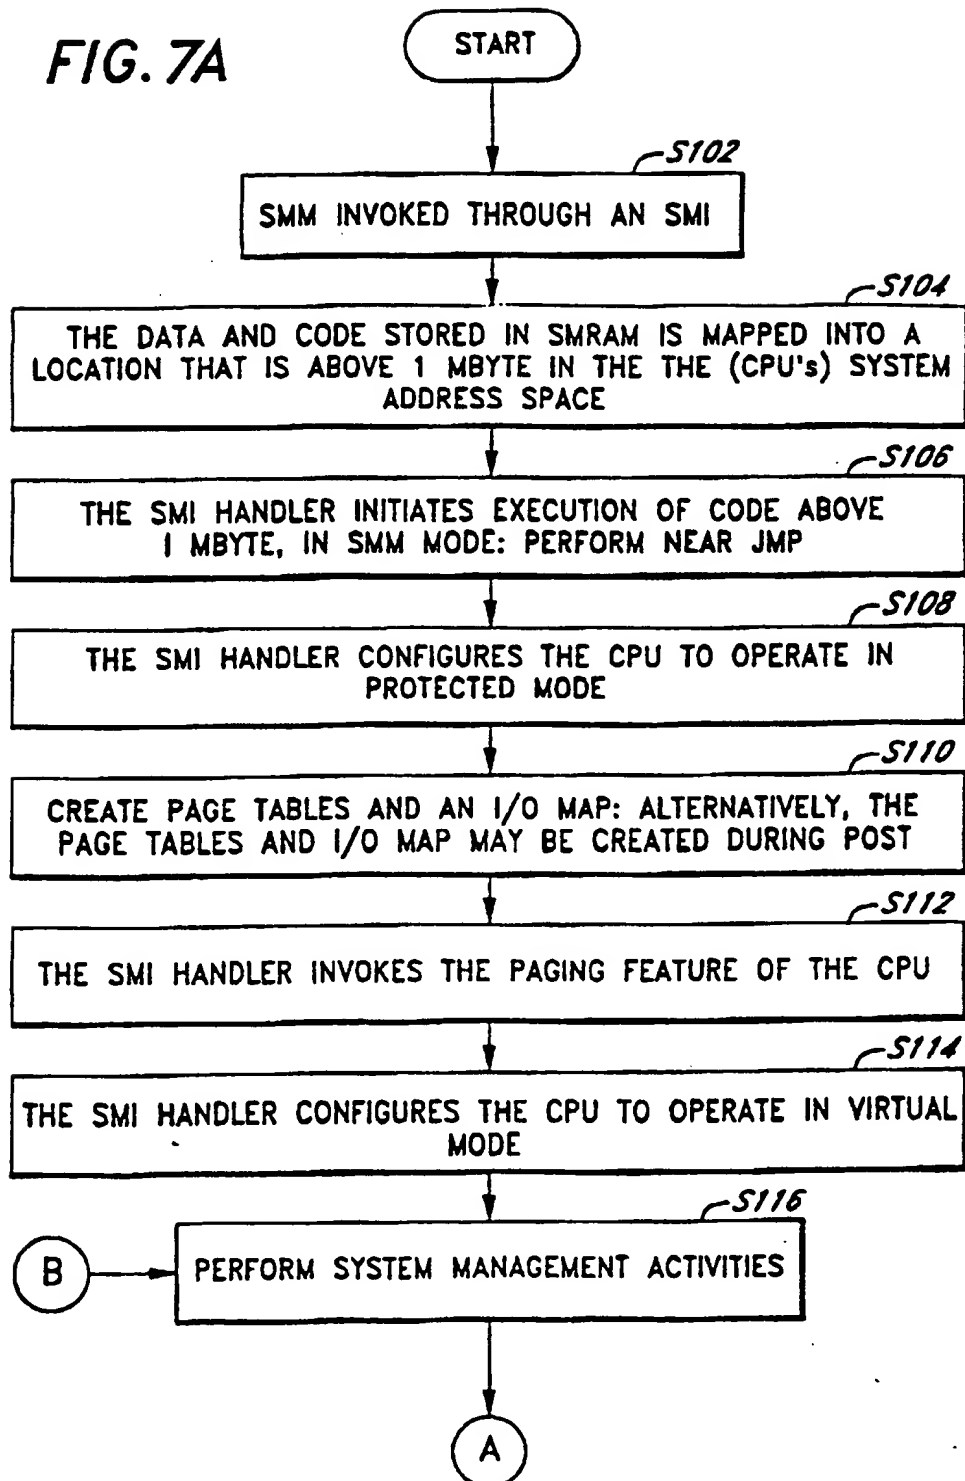 FIG. 7A
START
S102
SMM INVOKED THROUGH AN SMI
S104
THE DATA AND CODE STORED IN SMRAM IS MAPPED INTO A
LOCATION THAT IS ABOVE 1 MBYTE IN THE THE (CPU's) SYSTEM
ADDRESS SPACE
S106
THE SMI HANDLER INITIATES EXECUTION OF CODE ABOVE
1 MBYTE, IN SMM MODE: PERFORM NEAR JMP
S108
THE SMI HANDLER CONFIGURES THE CPU TO OPERATE IN
PROTECTED MODE
S110
CREATE PAGE TABLES AND AN I/O MAP: ALTERNATIVELY, THE
PAGE TABLES AND I/O MAP MAY BE CREATED DURING POST
S112
THE SMI HANDLER INVOKES THE PAGING FEATURE OF THE CPU
S114
THE SMI HANDLER CONFIGURES THE CPU TO OPERATE IN VIRTUAL
MODE
S116
B
PERFORM SYSTEM MANAGEMENT ACTIVITIES
A